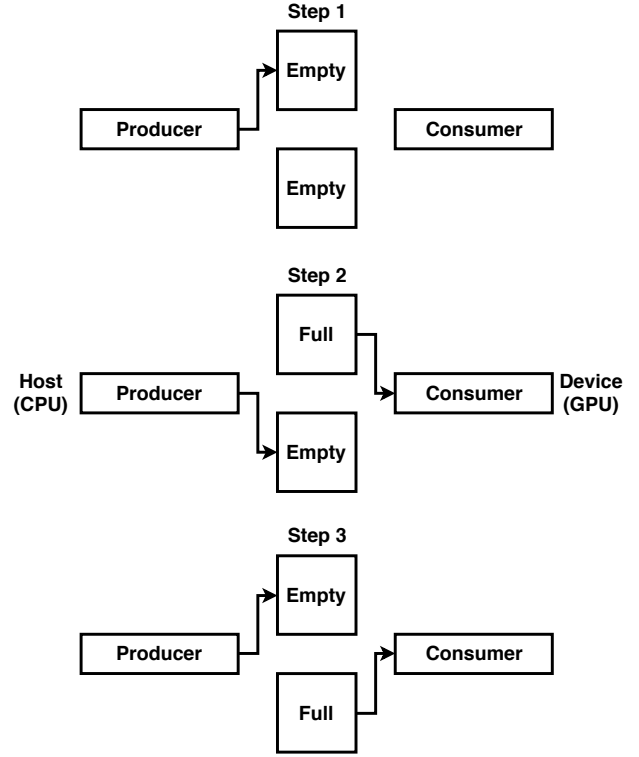 Step 1
Empty
Producer
Consumer
Empty
Step 2
Full
Host
(CPU)
Producer
Consumer
Device
(GPU)
Empty
Step 3
Empty
Producer
Consumer
Full